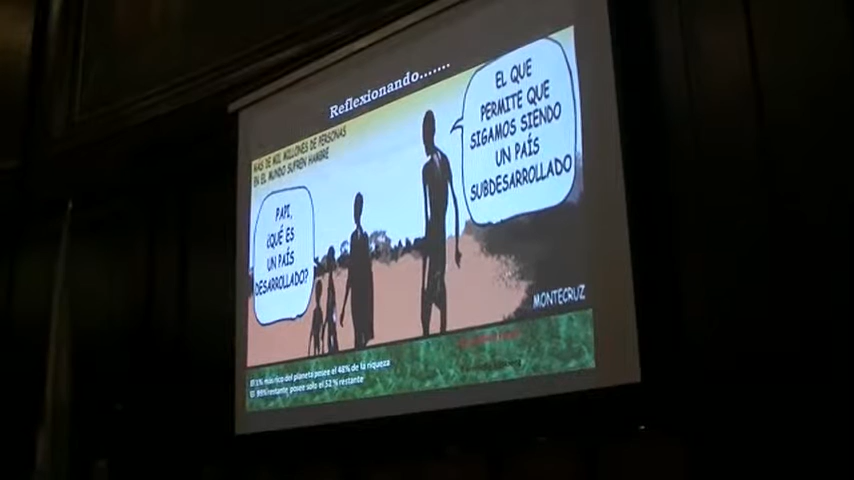 Reflexionando.......
MAS DE MIL MILLONES DE PERSONAS
EN EL MUNDO SUFREN HAMBRE
PAPI,
¿QUÉ ES
UN PAÍS
DESARROLLADO?
EL QUE
PERMITE QUE
SIGAMOS SIENDO
UN PAÍS
SUBDESARROLLADO
MONTECRUZ
El 1% más rico del planeta posee el 48% de la riqueza
El 99% restante posee solo el 52 % restante